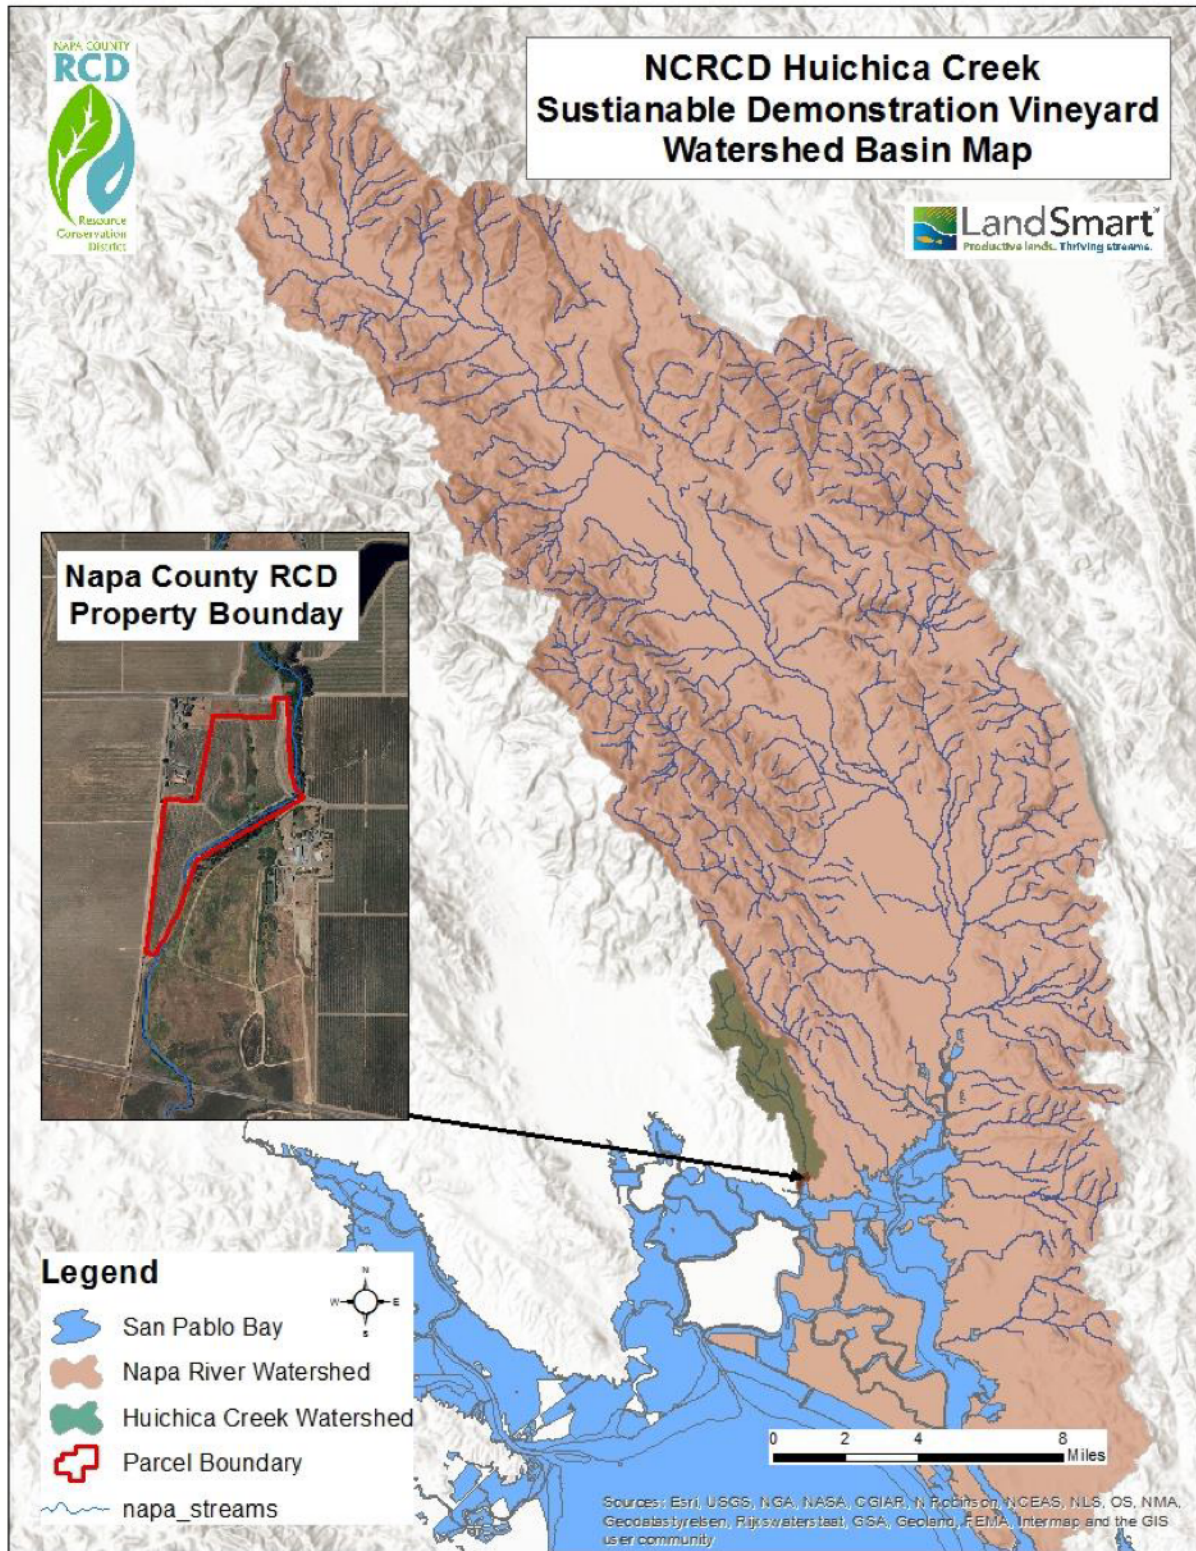 NAPA COUNTY
RCD
Resource
Conservation
District
NCRCD Huichica Creek
Sustianable Demonstration Vineyard
Watershed Basin Map
LandSmart
Productive lands. Thriving streams.
Napa County RCD
Property Bounday
Legend
N
W E
S
San Pablo Bay
Napa River Watershed
Huichica Creek Watershed
Parcel Boundary
napa_streams
0 2 4 8
Miles
Sources: Esri, USGS, NGA, NASA, CGIAR, N Robinson, NCEAS, NLS, OS, NMA,
Geodatastyrelsen, Rijkswaterstaat, GSA, Geoland, FEMA, Intermap and the GIS
user community